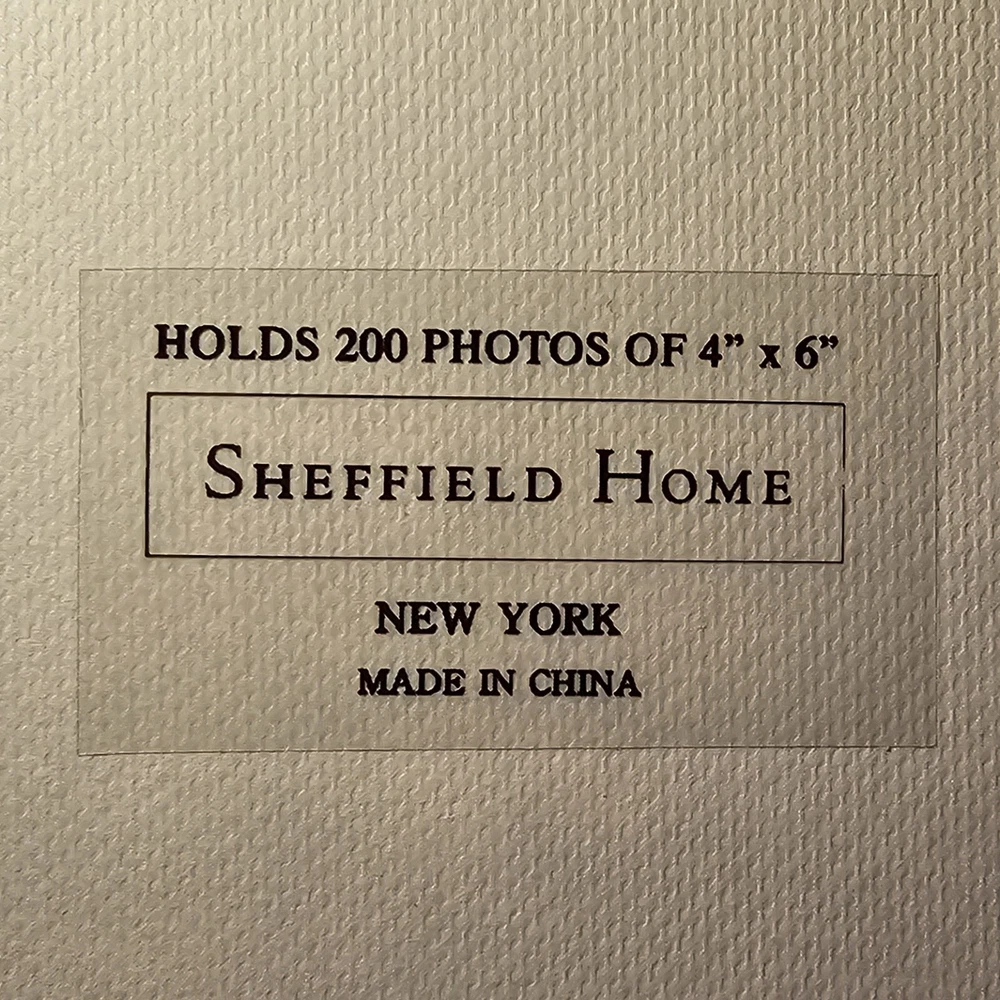 HOLDS 200 PHOTOS OF 4” x 6”
SHEFFIELD HOME
NEW YORK
MADE IN CHINA